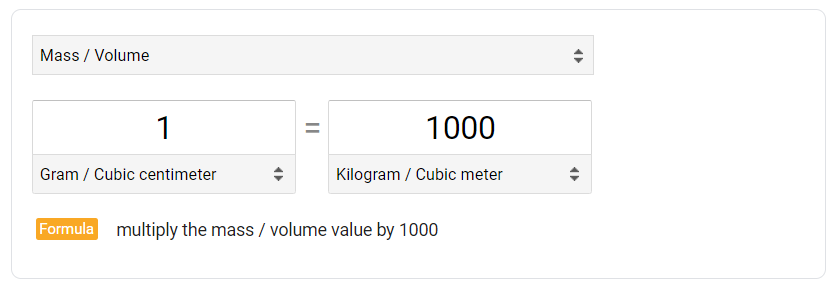 Mass / Volume
1 = 1000
Gram / Cubic centimeter Kilogram / Cubic meter
Formula multiply the mass / volume value by 1000